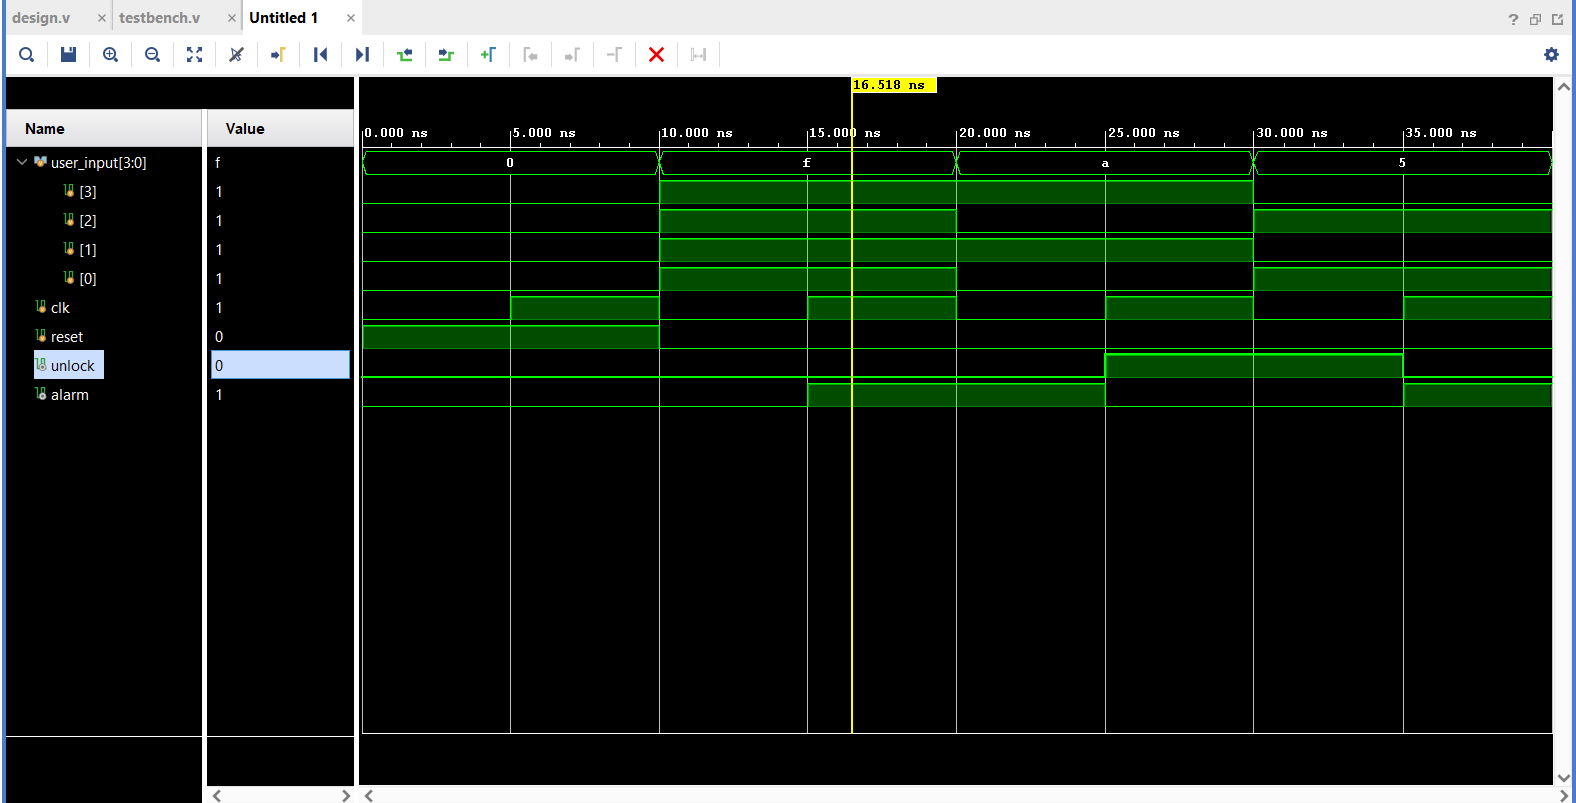 design.v × testbench.v × Untitled 1 ×
?
16.518 ns
Name Value
0.000 ns 5.000 ns 10.000 ns 15.000 ns 20.000 ns 25.000 ns 30.000 ns 35.000 ns
user_input[3:0] f 0 f a 5
[3] 1
[2] 1
[1] 1
[0] 1
clk 1
reset 0
unlock 0
alarm 1